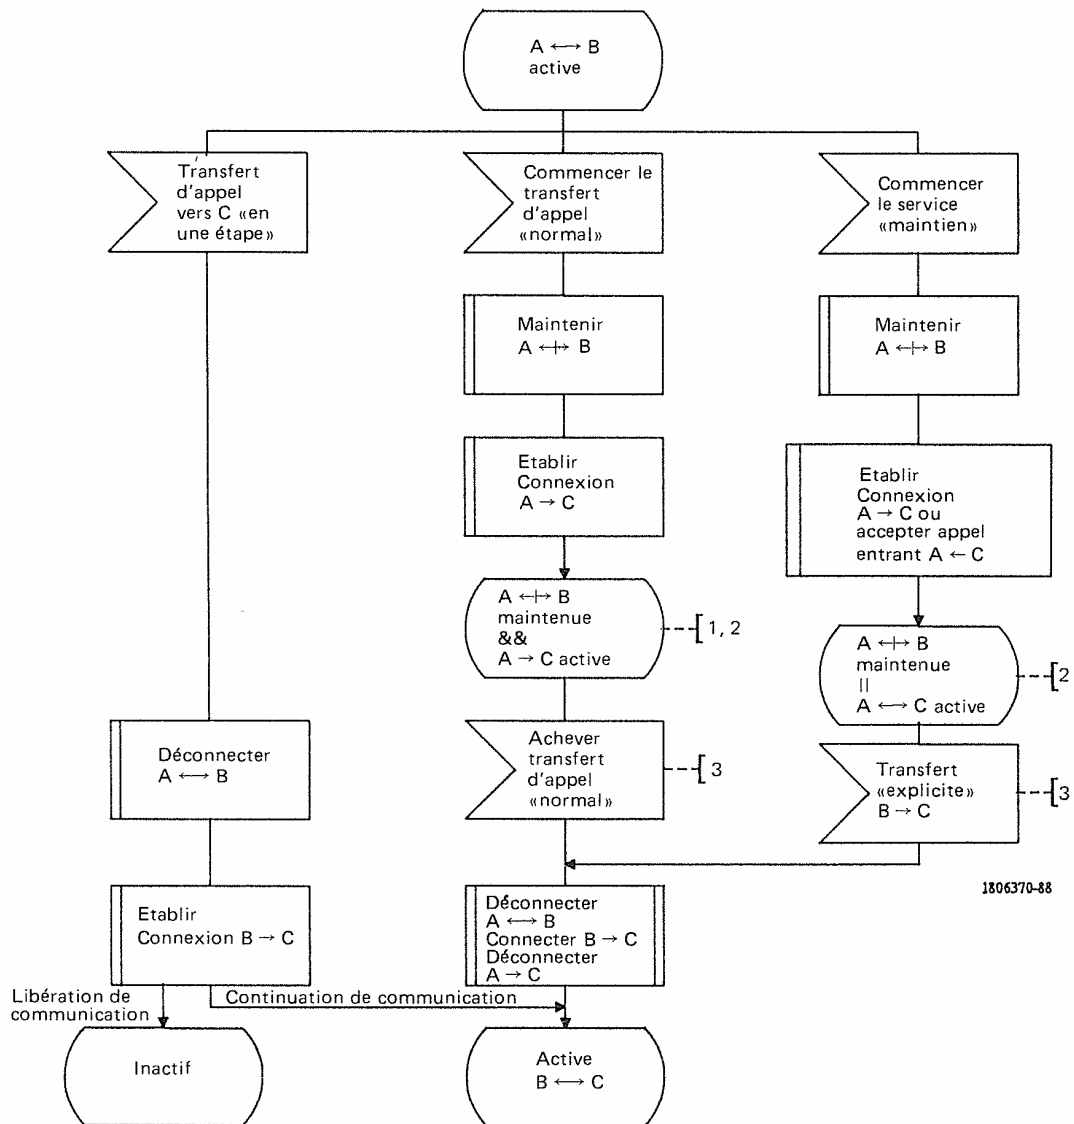 A ←→ B
active
Transfert
d'appel
vers C «en
une étape»
Commencer le
transfert
d'appel
«normal»
Commencer
le service
«maintien»
Maintenir
A ←+→ B
Maintenir
A ←+→ B
Etablir
Connexion
A → C
Etablir
Connexion
A → C ou
accepter appel
entrant A ← C
A ←+→ B
maintenue
&&
A → C active
1, 2
A ←+→ B
maintenue
||
A ←→ C active
2
Déconnecter
A ←→ B
Achever
transfert
d'appel
«normal»
3
Transfert
«explicite»
B → C
3
1806370-88
Etablir
Connexion B → C
Déconnecter
A ←→ B
Connecter B → C
Déconnecter
A → C
Libération de
communication
Continuation de communication
Inactif
Active
B ←→ C